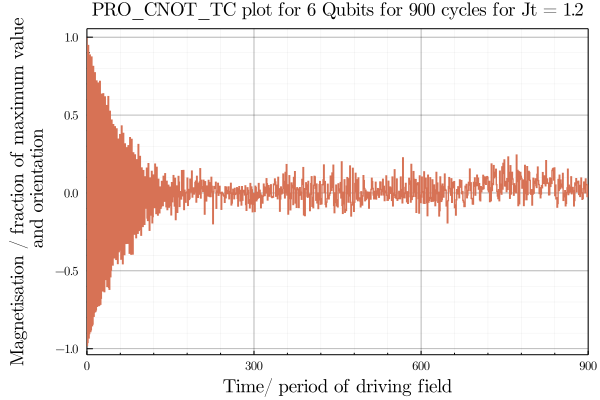 PRO_CNOT_TC plot for 6 Qubits for 900 cycles for Jt = 1.2
Magnetisation / fraction of maximum value
and orientation
1.0
0.5
0.0
−0.5
−1.0
0
300
600
900
Time/ period of driving field